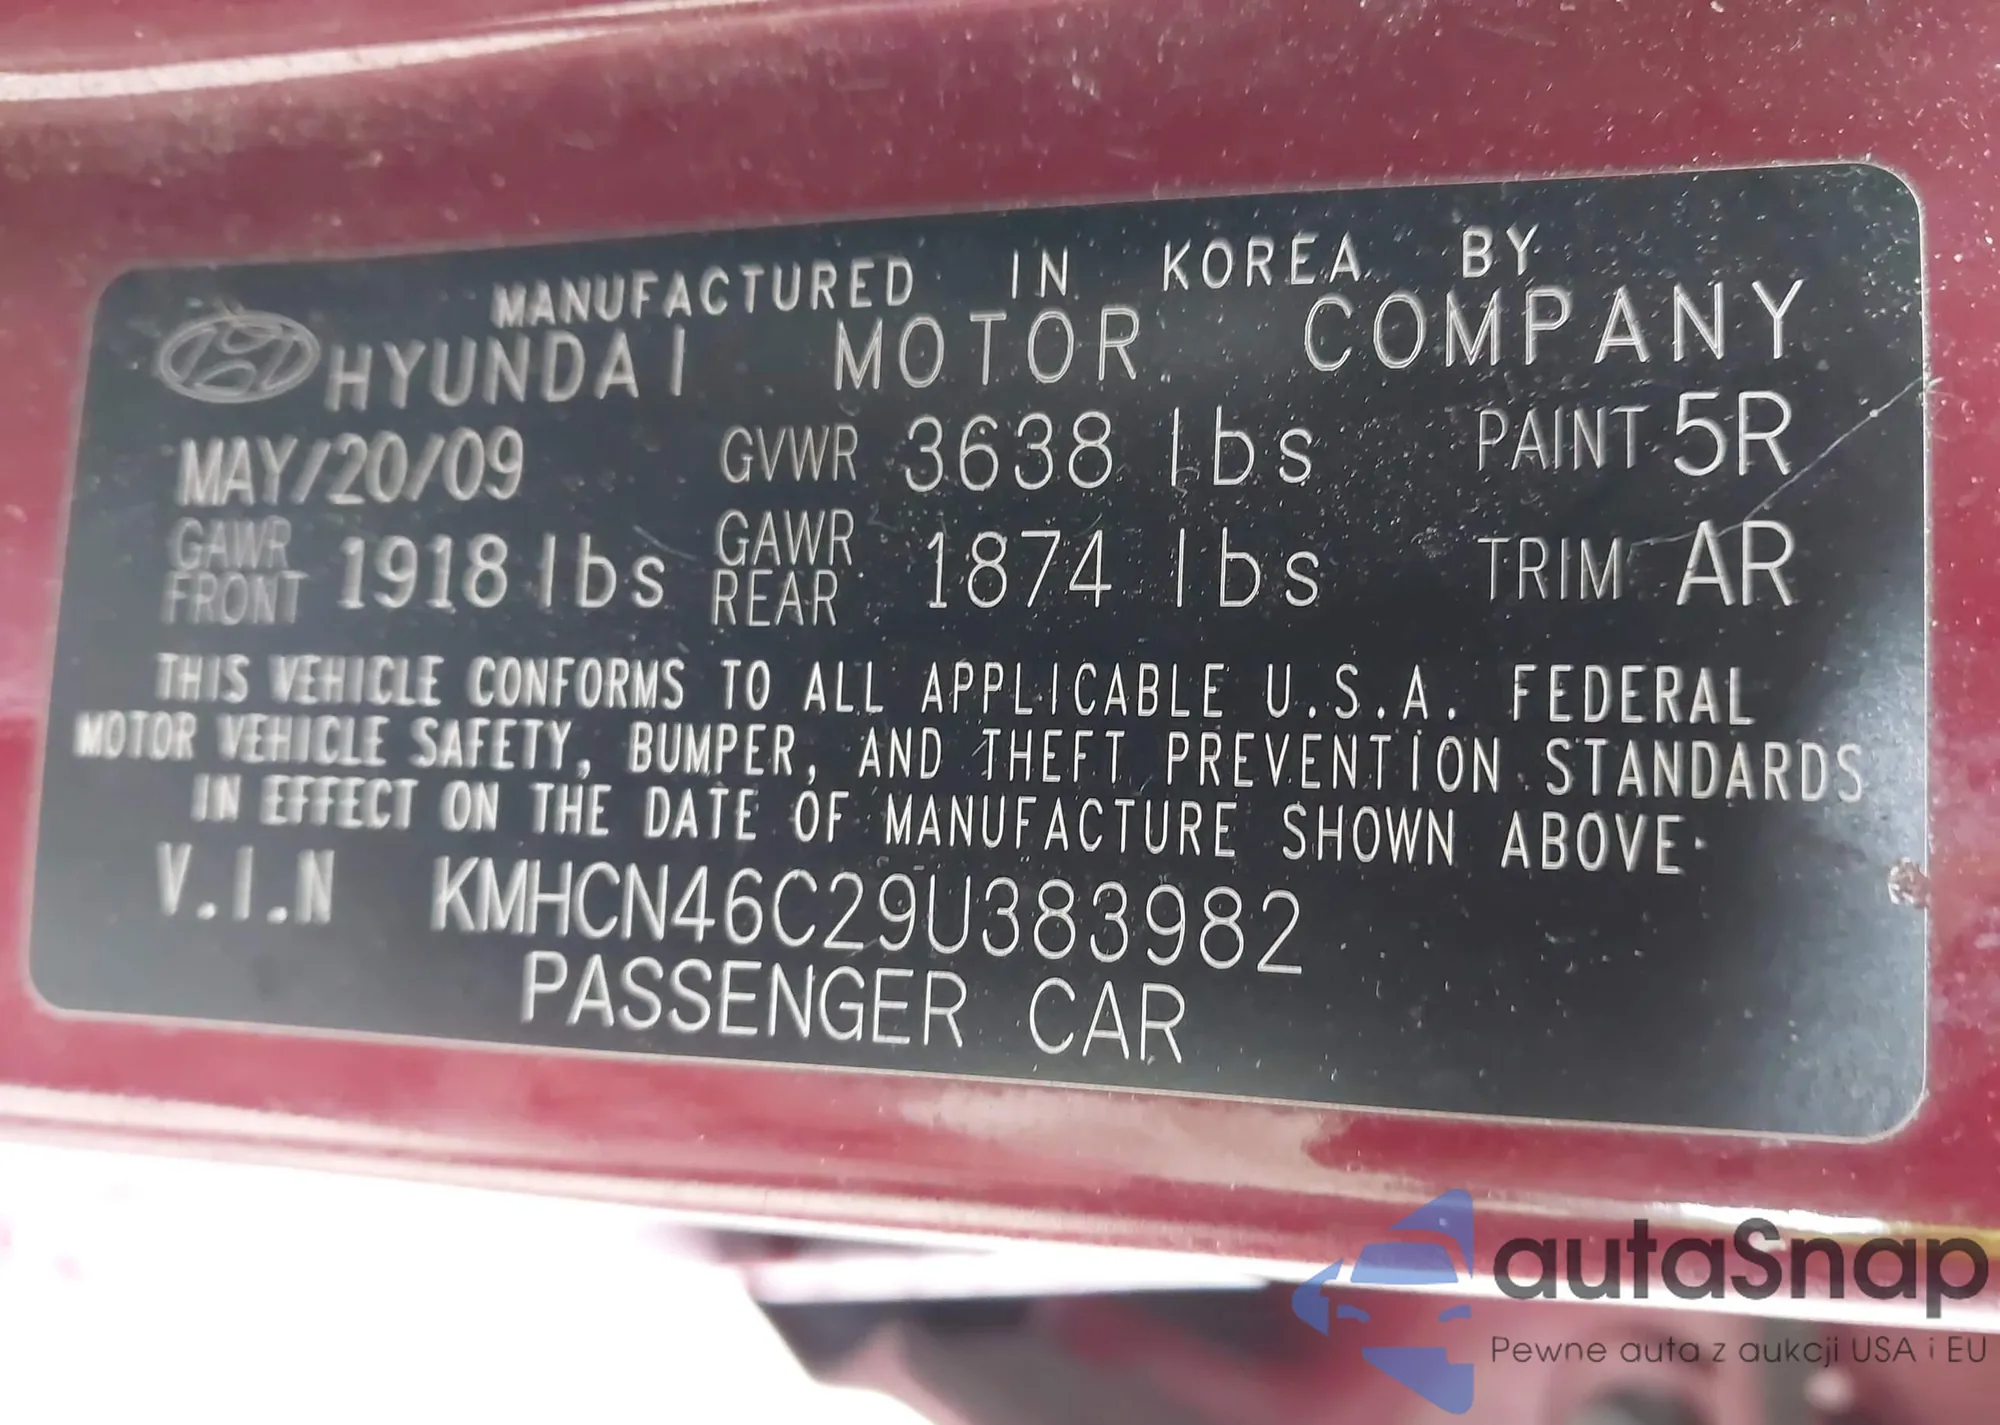 MANUFACTURED IN KOREA BY
HYUNDAI MOTOR COMPANY
MAY/20/09 GVWR 3638 lbs PAINT 5R
GAWR FRONT 1918 lbs GAWR REAR 1874 lbs TRIM AR
THIS VEHICLE CONFORMS TO ALL APPLICABLE U.S.A. FEDERAL
MOTOR VEHICLE SAFETY, BUMPER, AND THEFT PREVENTION STANDARDS
IN EFFECT ON THE DATE OF MANUFACTURE SHOWN ABOVE.
V.I.N KMHCN46C29U383982
PASSENGER CAR
autaSnap
Pewne auta z aukcji USA i EU